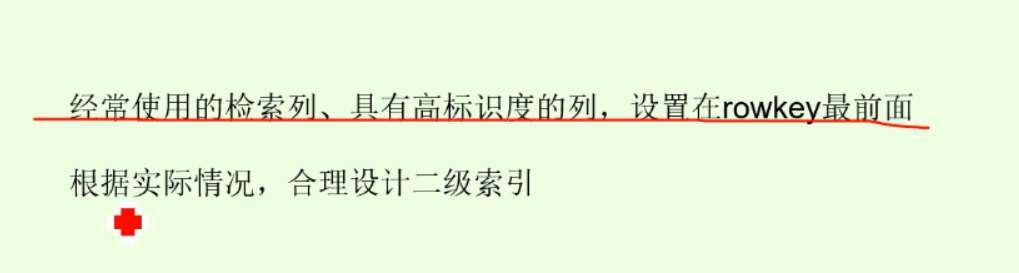 经常使用的检索列、具有高标识度的列，设置在rowkey最前面
根据实际情况，合理设计二级索引